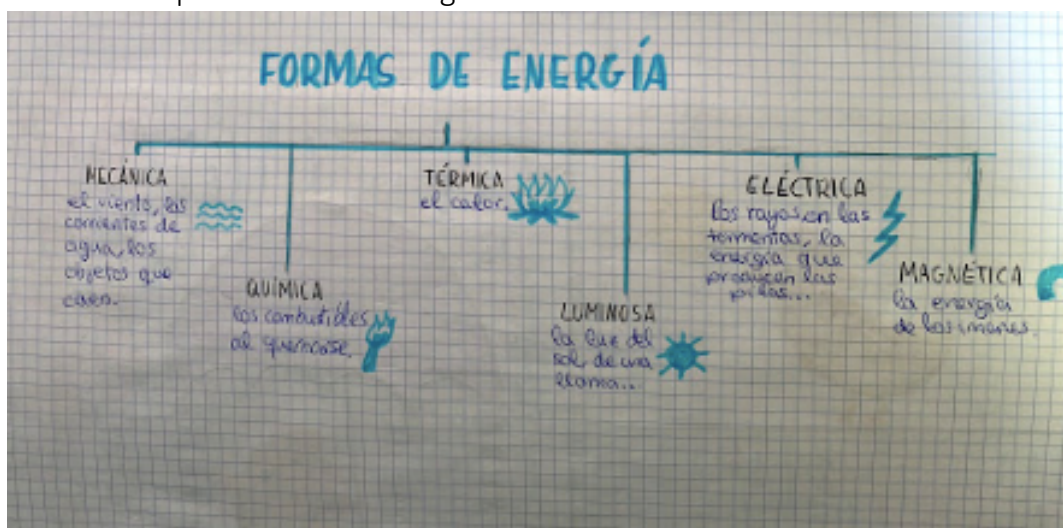 FORMAS DE ENERGÍA
MECÁNICA
el viento, las
corrientes de
agua, los
objetos que
caen.
QUÍMICA
los combustibles
al quemarse.
TÉRMICA
el calor.
LUMINOSA
la luz del
sol, de una
llama...
ELÉCTRICA
los rayos en las
tormentas, la
energía que
producen las
pilas...
MAGNÉTICA
la energía
de los imanes.